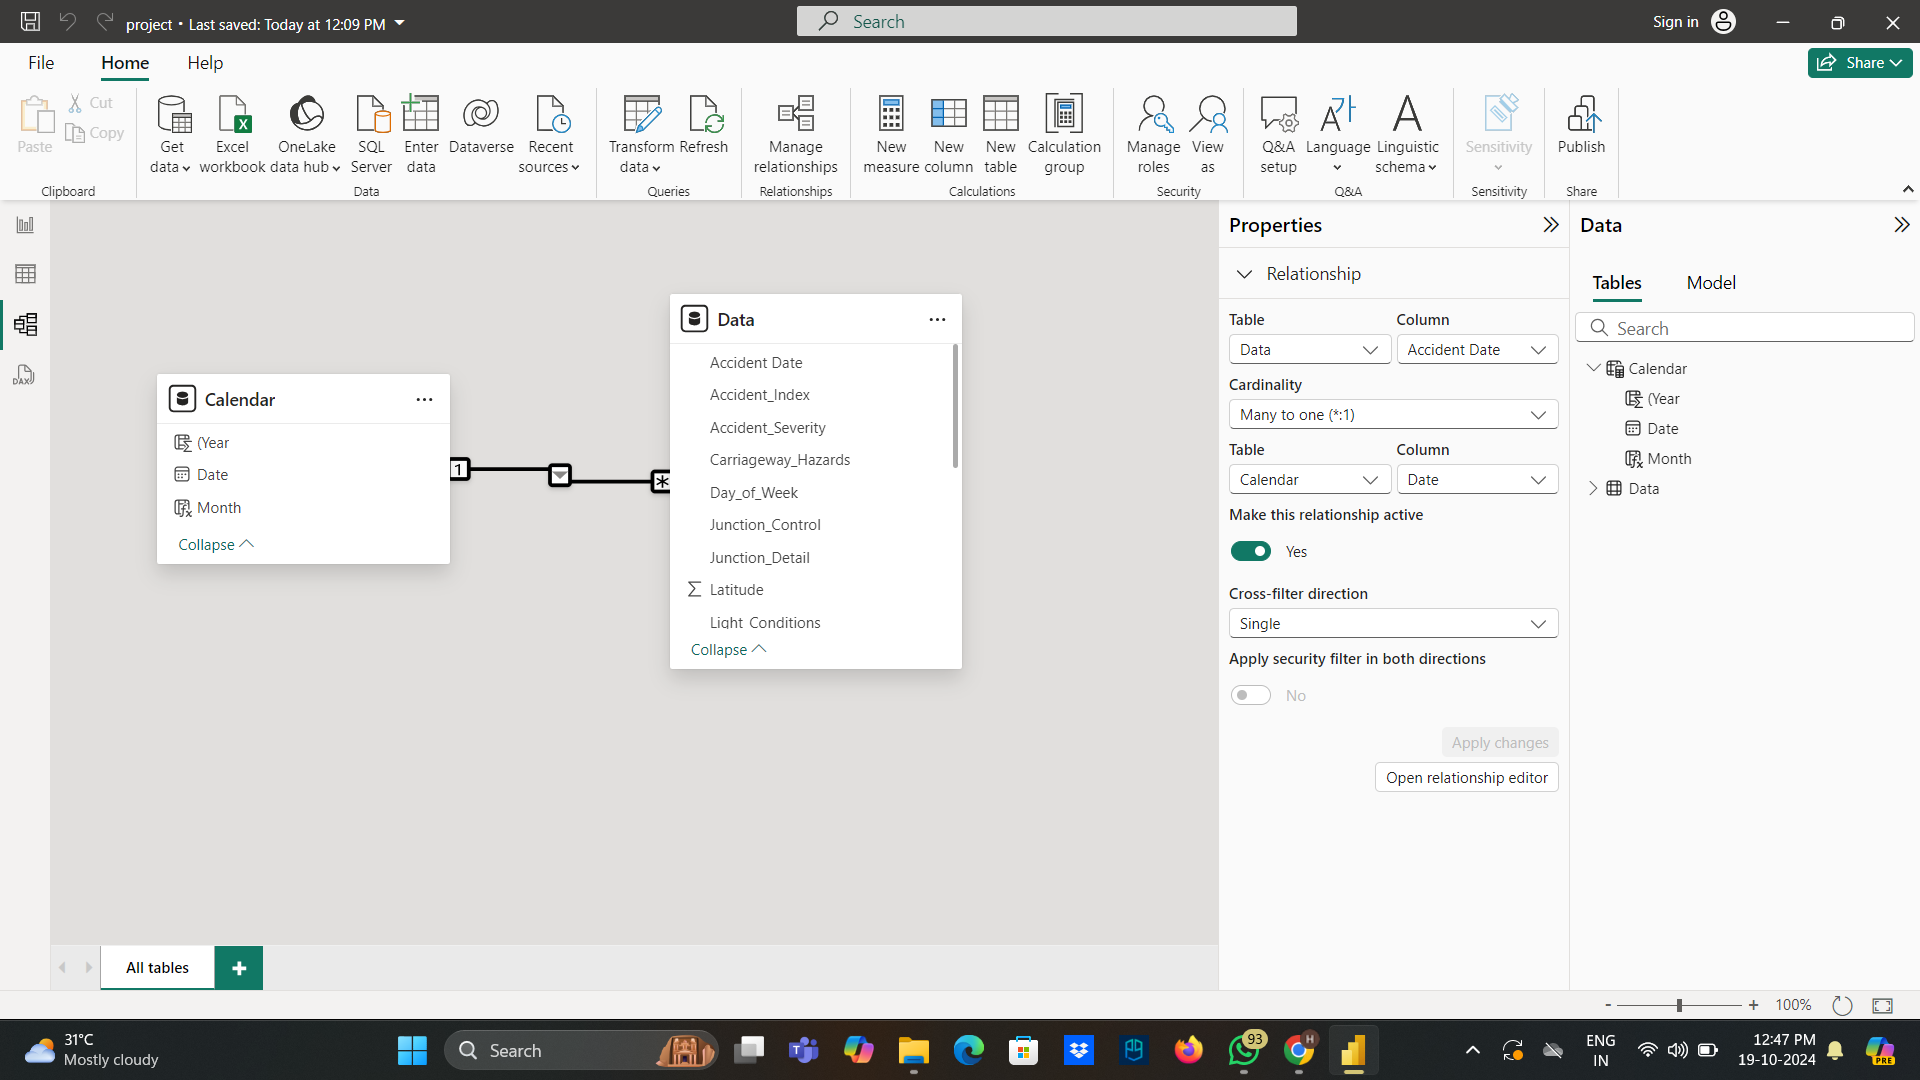 project • Last saved: Today at 12:09 PM
Search
Sign in
File
Home
Help
Share
Paste
Cut
Copy
Clipboard
Get data
Excel workbook
OneLake data hub
SQL Server
Enter data
Dataverse
Recent sources
Data
Transform data
Refresh
Queries
Manage relationships
Relationships
New measure
New column
New table
Calculation group
Calculations
Manage roles
View as
Security
Q&A setup
Language
Linguistic schema
Q&A
Sensitivity
Sensitivity
Publish
Share
DAX
Calendar
(Year
Date
Month
Collapse
1
*
Data
Accident Date
Accident_Index
Accident_Severity
Carriageway_Hazards
Day_of_Week
Junction_Control
Junction_Detail
Latitude
Light_Conditions
Collapse
Properties
Relationship
Table
Column
Data
Accident Date
Cardinality
Many to one (*:1)
Table
Column
Calendar
Date
Make this relationship active
Yes
Cross-filter direction
Single
Apply security filter in both directions
No
Apply changes
Open relationship editor
Data
Tables
Model
Search
Calendar
(Year
Date
Month
Data
All tables
+
- + 100%
31°C
Mostly cloudy
Search
93
H
ENG
IN
12:47 PM
19-10-2024
PRE